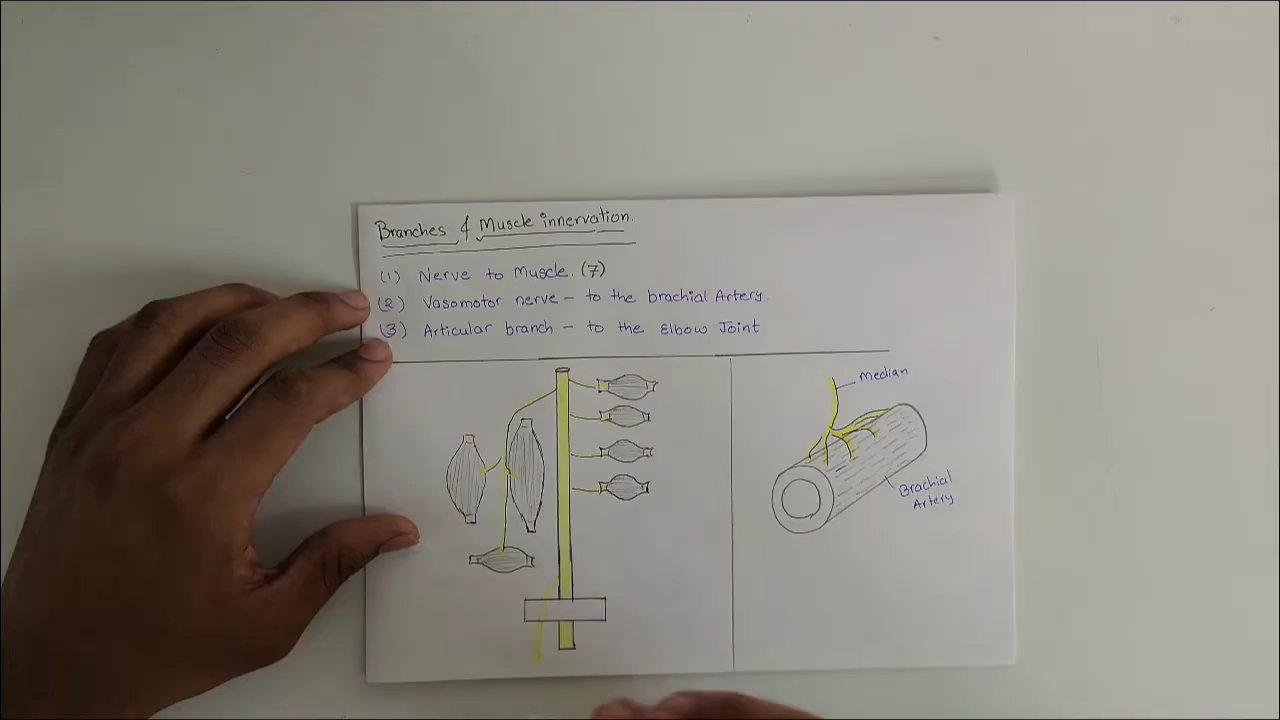 Branches & Muscle innervation.
(1) Nerve to Muscle. (7)
(2) Vasomotor nerve - to the brachial Artery.
(3) Articular branch - to the Elbow Joint
Median
Brachial
Artery